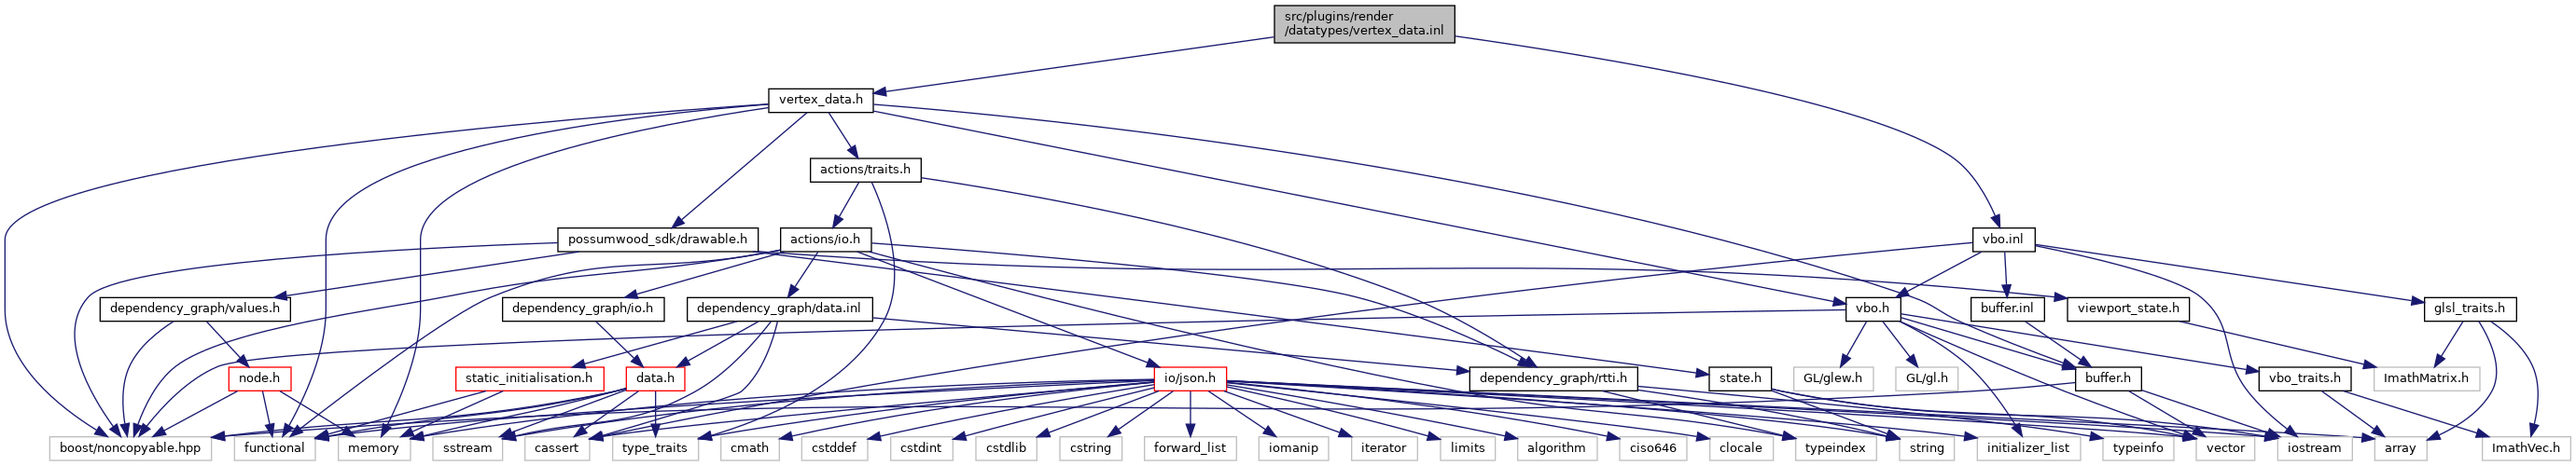 src/plugins/render
/datatypes/vertex_data.inl
vertex_data.h
actions/traits.h
possumwood_sdk/drawable.h
actions/io.h
vbo.inl
dependency_graph/values.h
dependency_graph/io.h
dependency_graph/data.inl
vbo.h
buffer.inl
viewport_state.h
glsl_traits.h
node.h
static_initialisation.h
data.h
io/json.h
dependency_graph/rtti.h
state.h
GL/glew.h
GL/gl.h
buffer.h
vbo_traits.h
ImathMatrix.h
boost/noncopyable.hpp
functional
memory
sstream
cassert
type_traits
cmath
cstddef
cstdint
cstdlib
cstring
forward_list
iomanip
iterator
limits
algorithm
ciso646
clocale
typeindex
string
initializer_list
typeinfo
vector
iostream
array
ImathVec.h